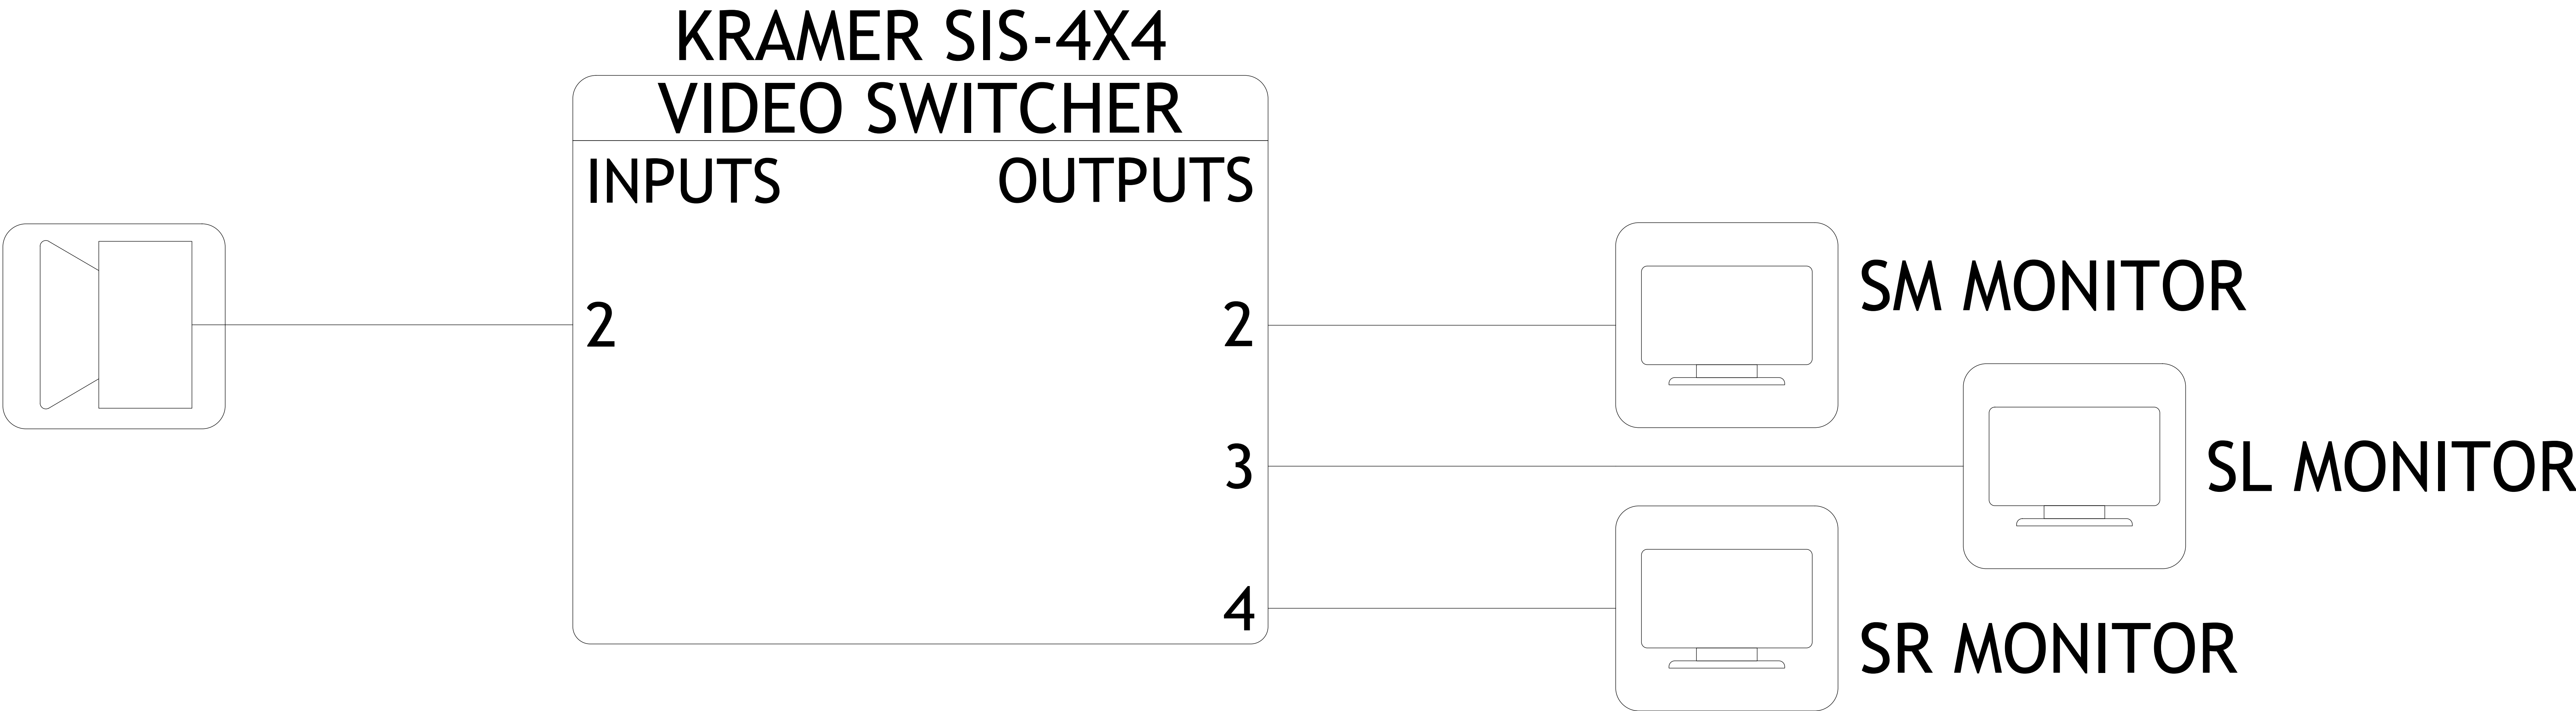 KRAMER SIS-4X4
VIDEO SWITCHER
INPUTS OUTPUTS
2 2 SM MONITOR
3 SL MONITOR
4 SR MONITOR